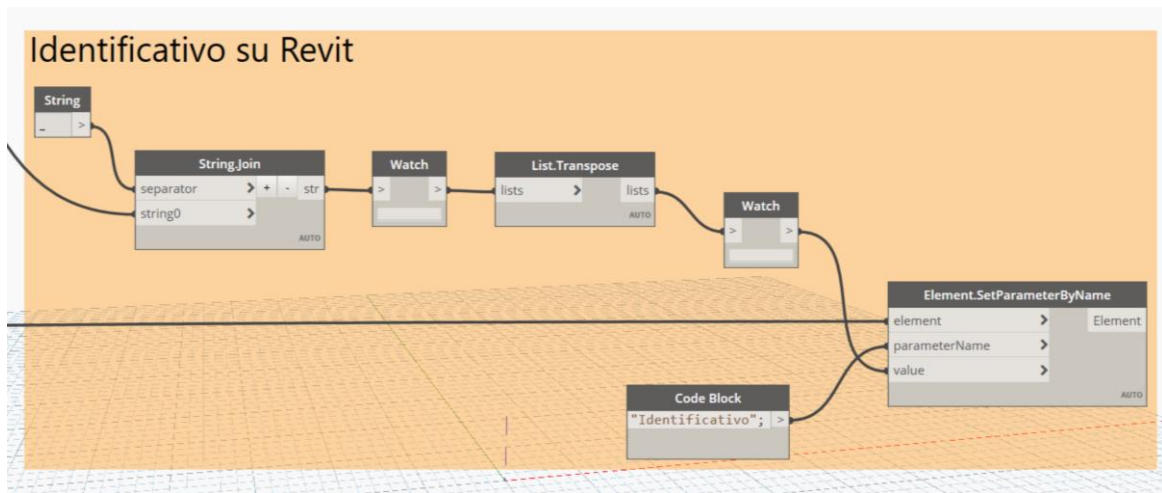 Identificativo su Revit
String
_ >
String.Join
separator > + - str
string0 >
AUTO
Watch
> >
List.Transpose
lists > lists
AUTO
Watch
> >
Element.SetParameterByName
element > Element
parameterName >
value >
AUTO
Code Block
"Identificativo"; >